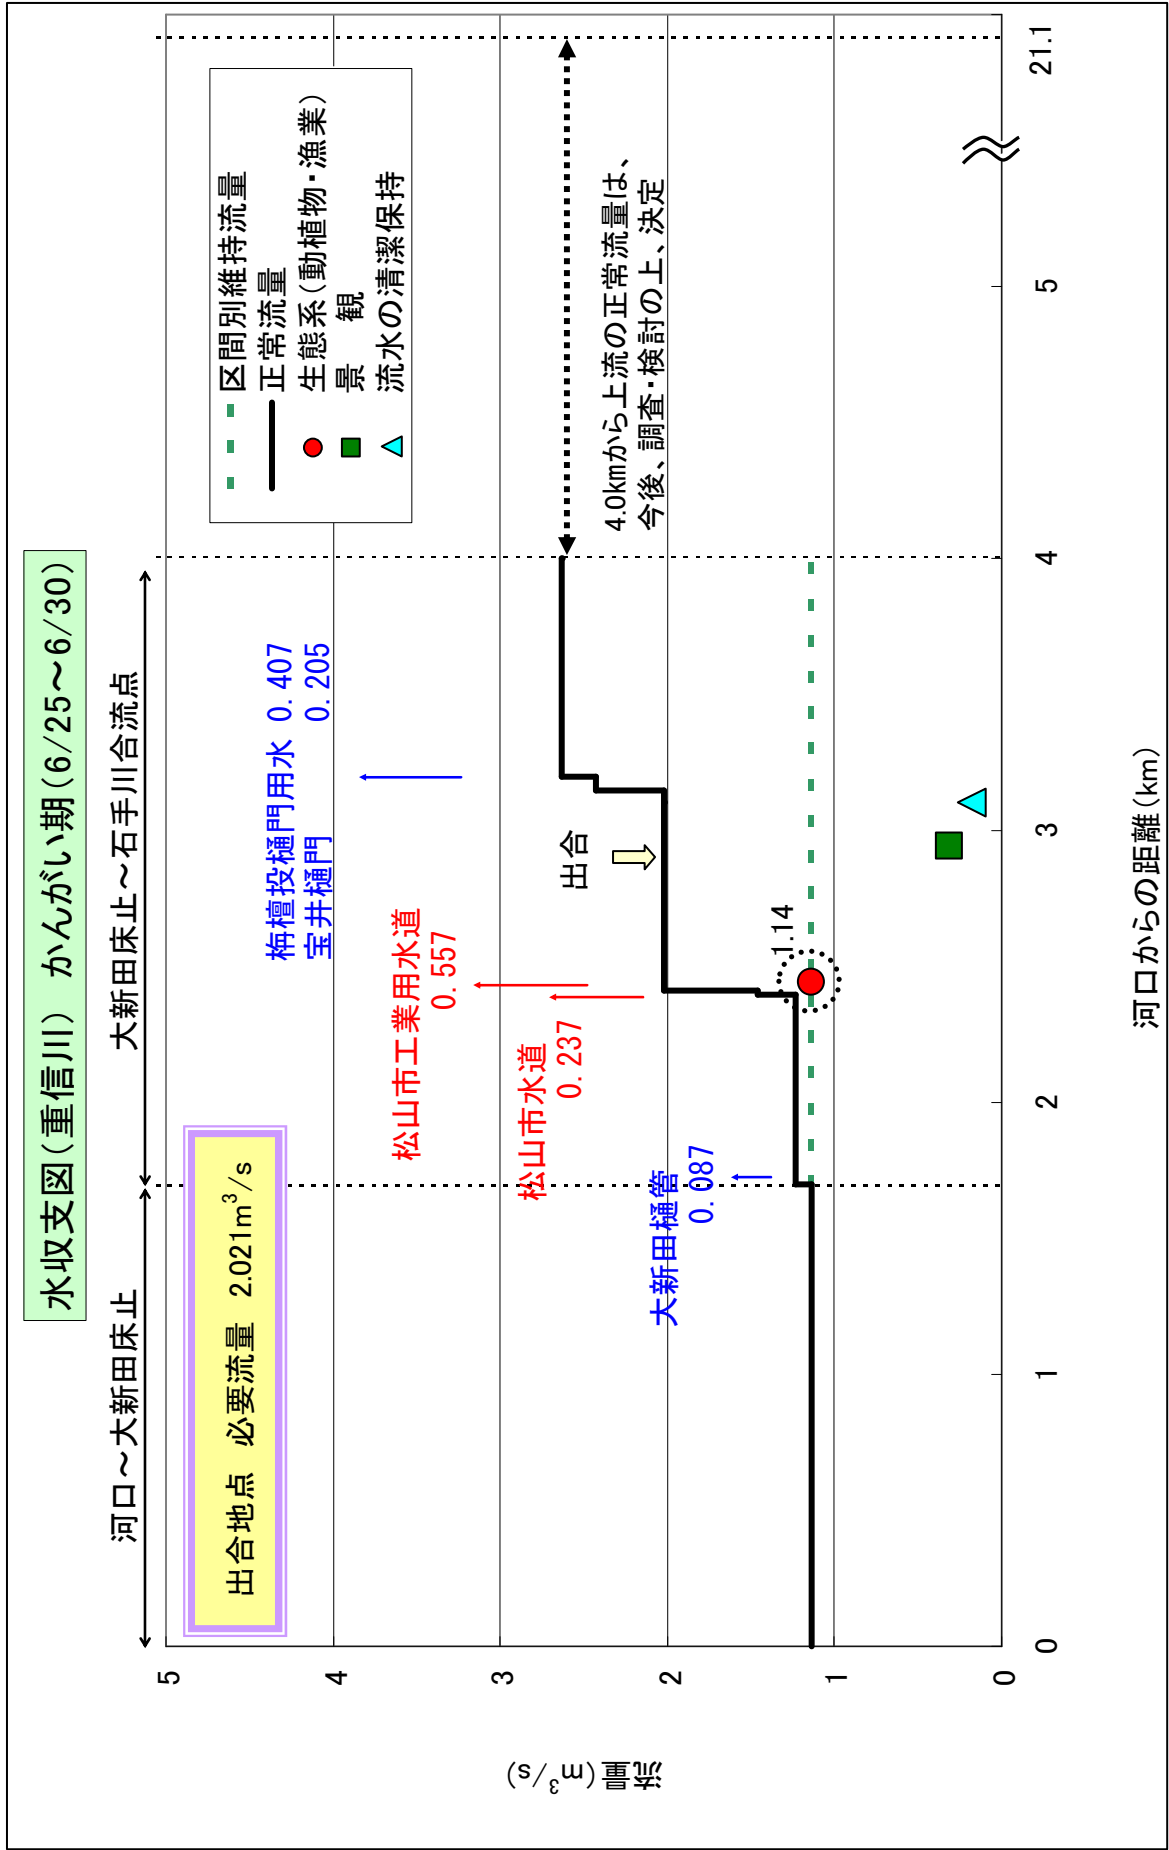 水収支図(重信川)　かんがい期(6/25～6/30)
河口～大新田床止
大新田床止～石手川合流点
出合地点　必要流量　2.021m³/s
区間別維持流量
正常流量
生態系(動植物・漁業)
景　観
流水の清潔保持
栴檀投樋門用水 0.407
宝井樋門 0.205
松山市工業用水道
0.557
松山市水道
0.237
大新田樋管
0.087
出合
1.14
4.0kmから上流の正常流量は、
今後、調査・検討の上、決定
流量(m³/s)
5
4
3
2
1
0
0
1
2
3
4
5
21.1
河口からの距離(km)